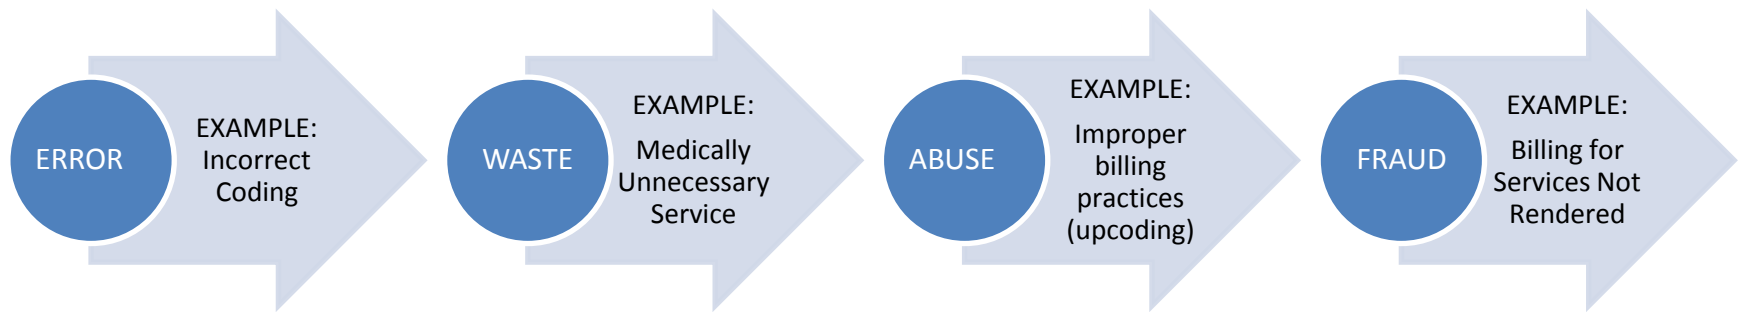 ERROR
EXAMPLE:
Incorrect
Coding
WASTE
EXAMPLE:
Medically
Unnecessary
Service
ABUSE
EXAMPLE:
Improper
billing
practices
(upcoding)
FRAUD
EXAMPLE:
Billing for
Services Not
Rendered